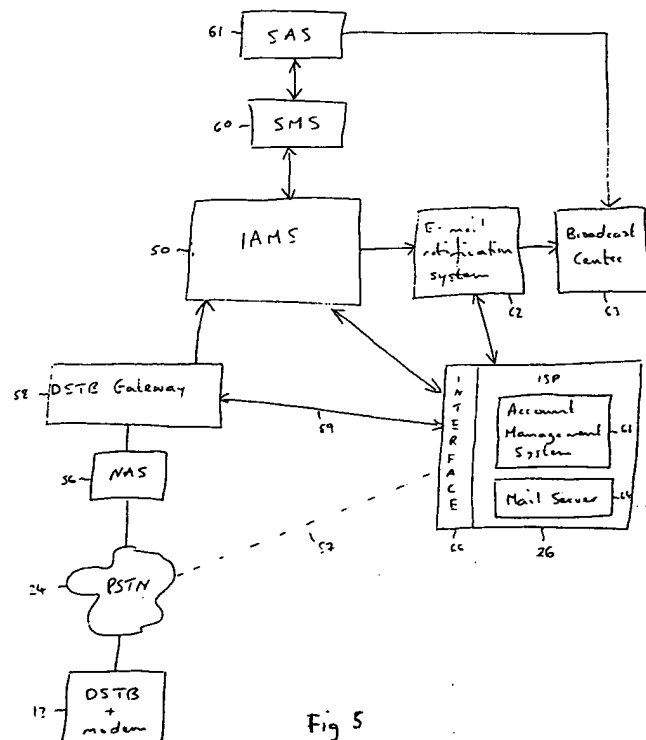 61
SAS
60
SMS
50
IAMS
E-mail
notification
system
62
Broadcast
Centre
63
58
DSTB Gateway
59
INTERFACE
ISP
Account
Management
System
Mail Server
26
56
NAS
57
24
PSTN
DSTB
+
modem
Fig 5